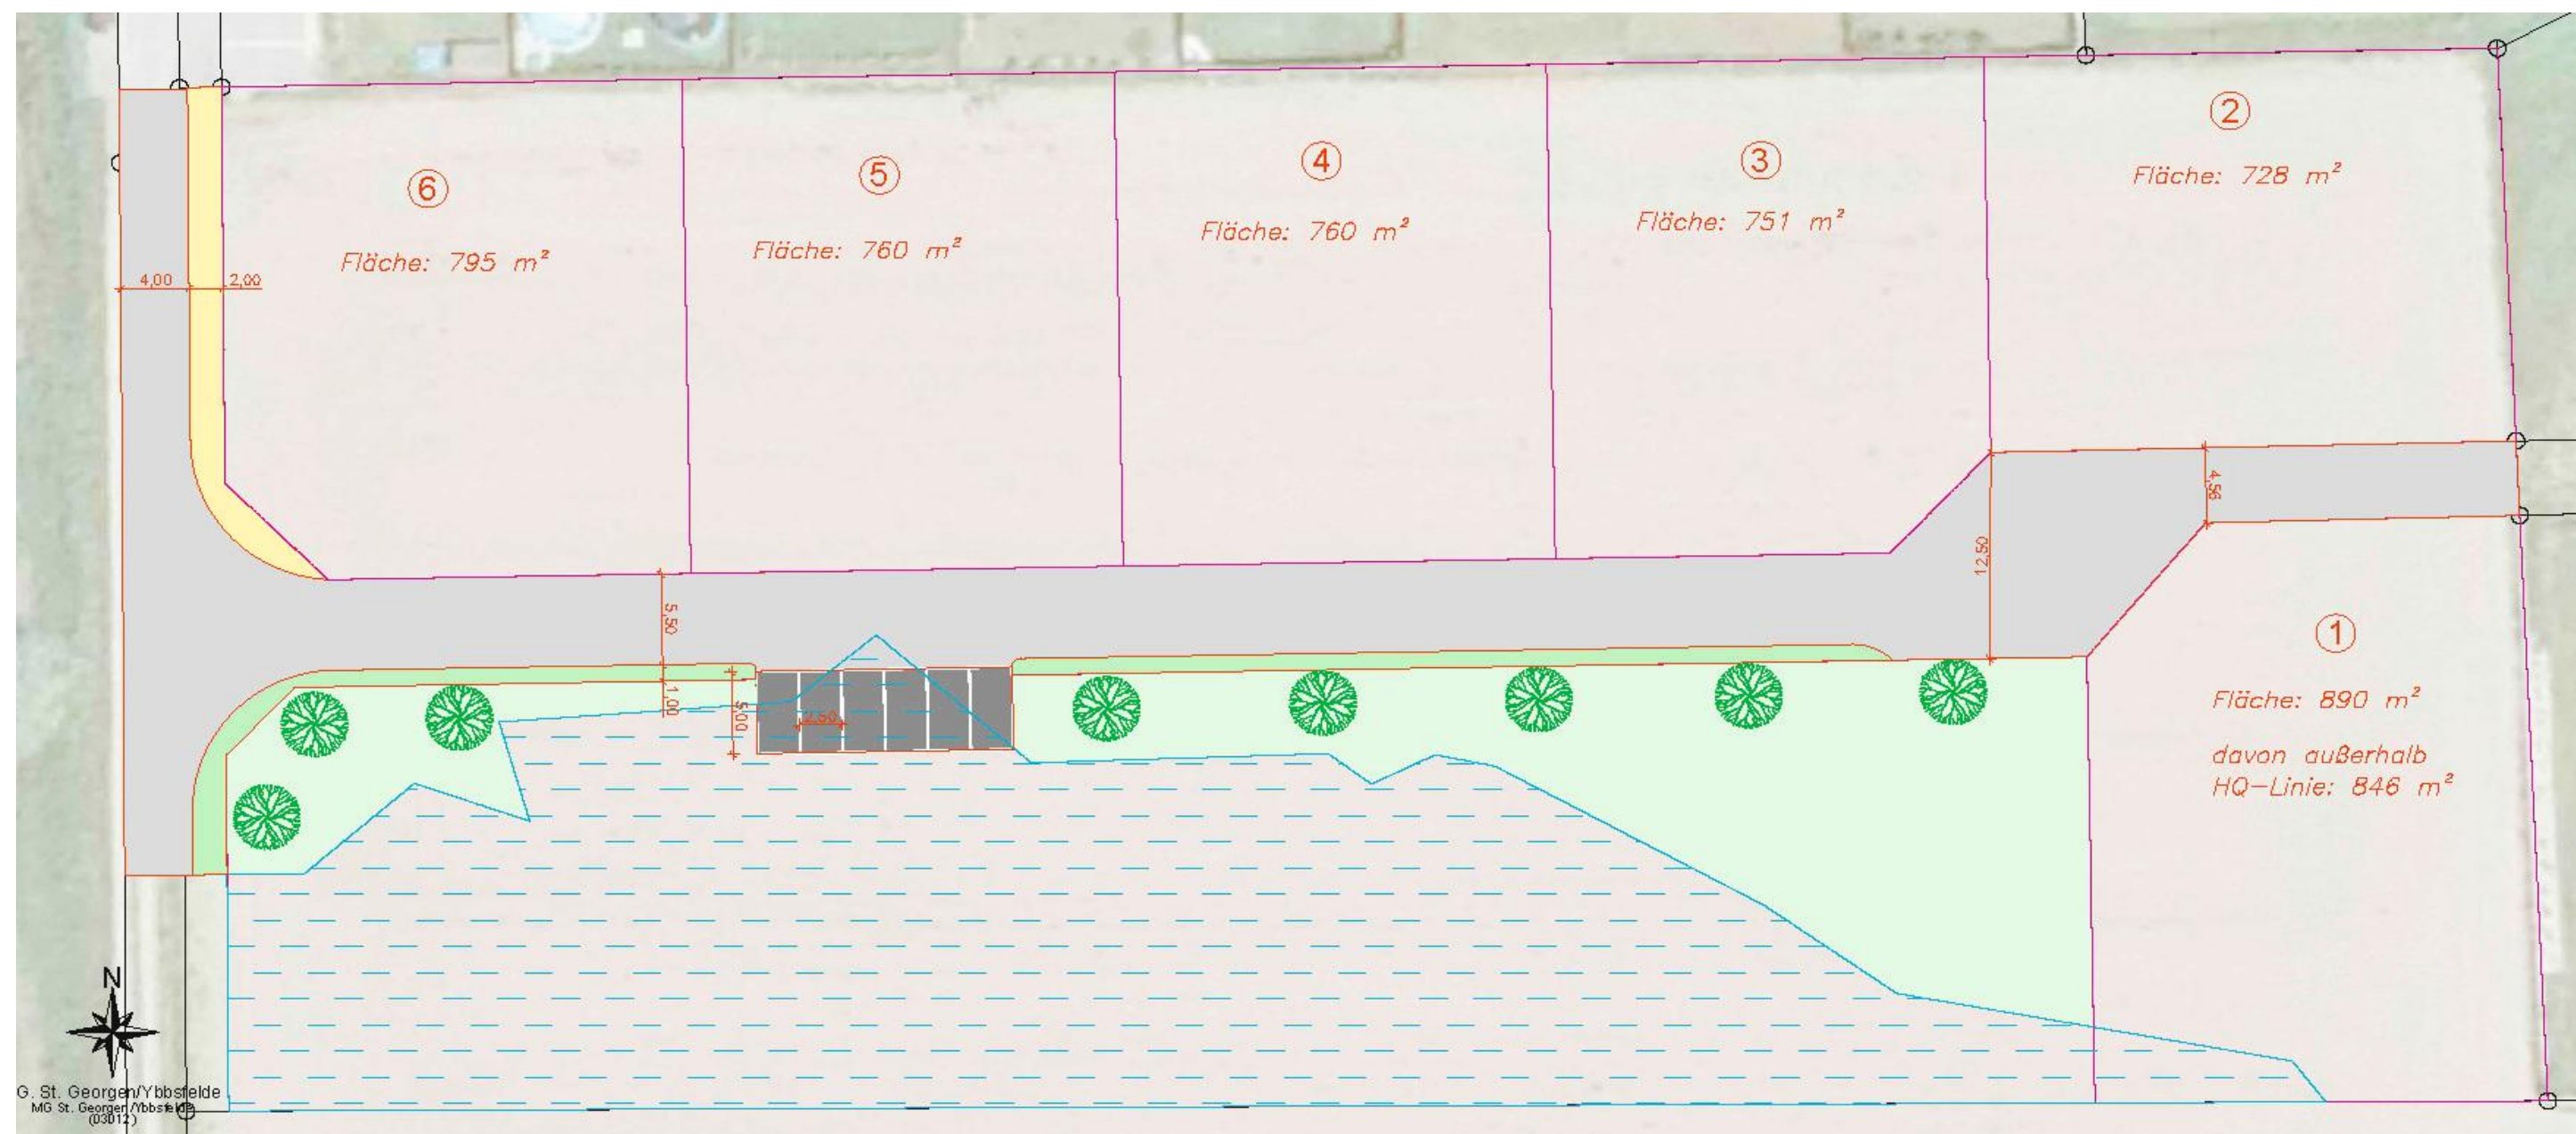 ②
Fläche: 728 m²
③
Fläche: 751 m²
④
Fläche: 760 m²
⑤
Fläche: 760 m²
⑥
Fläche: 795 m²
4,00
2,00
4,56
12,50
5,50
1,00
5,00
2,50
①
Fläche: 890 m²
davon außerhalb
HQ-Linie: 846 m²
N
G. St. Georgen/Ybbsfelde
MG St. Georgen/Ybbsfelde
(03012)